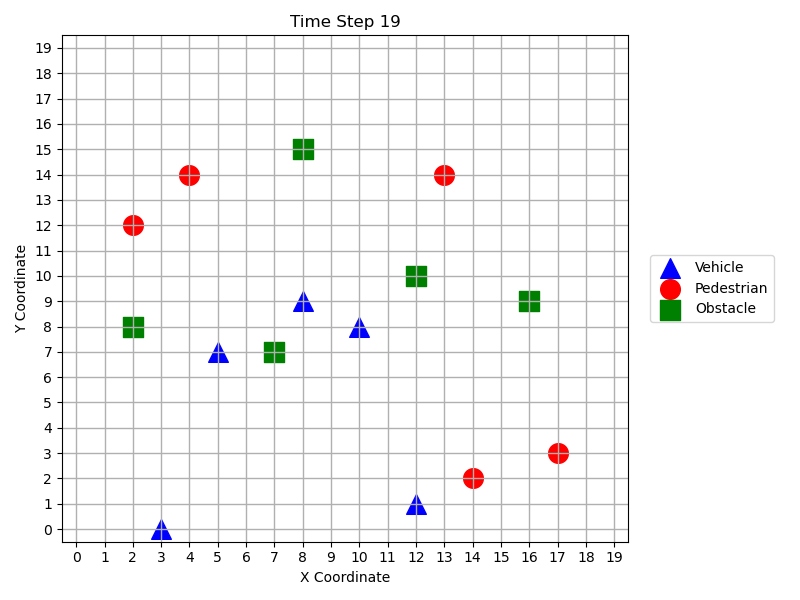 Time Step 19
Y Coordinate
19
18
17
16
15
14
13
12
11
10
9
8
7
6
5
4
3
2
1
0
0 1 2 3 4 5 6 7 8 9 10 11 12 13 14 15 16 17 18 19
X Coordinate
Vehicle
Pedestrian
Obstacle